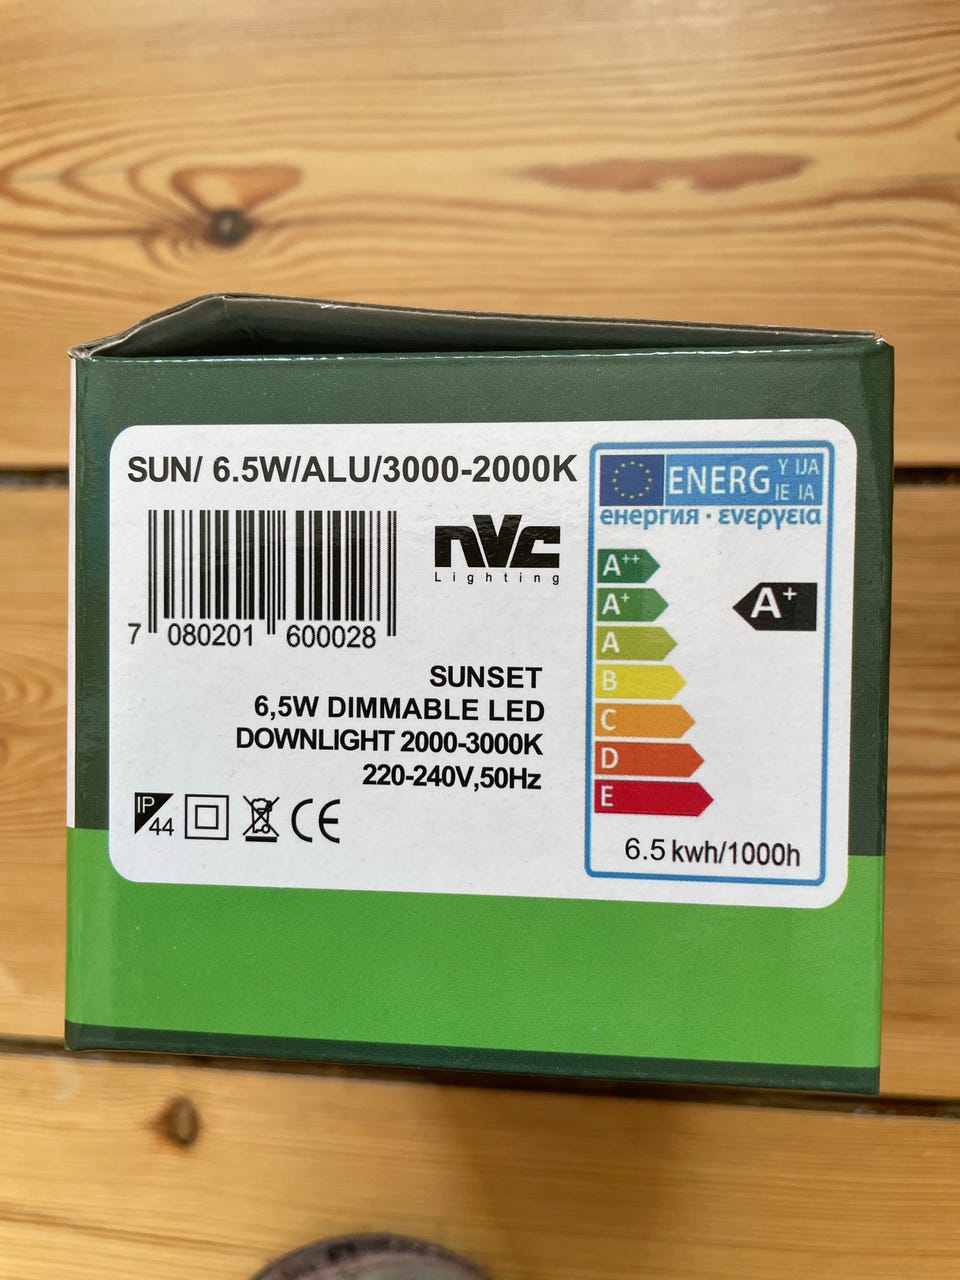 SUN/ 6.5W/ALU/3000-2000K
7 080201 600028
nVc
Lighting
SUNSET
6,5W DIMMABLE LED
DOWNLIGHT 2000-3000K
220-240V,50Hz
IP
44
CE
ENERG
Y IJA
IE IA
енергия · ενεργεια
A++
A+
A
B
C
D
E
A+
6.5 kwh/1000h